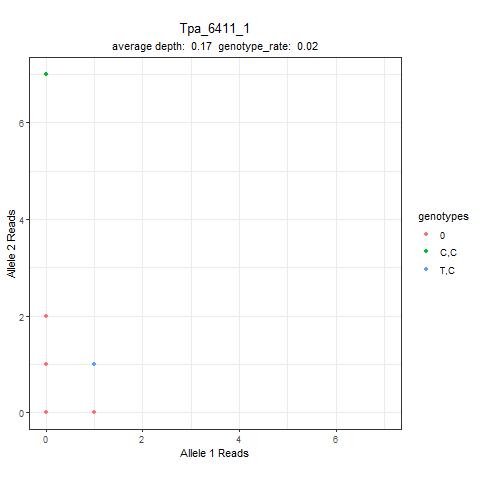 Tpa_6411_1
average depth:  0.17  genotype_rate:  0.02
6
4
2
0
Allele 2 Reads
0 2 4 6
Allele 1 Reads
genotypes
0
C,C
T,C